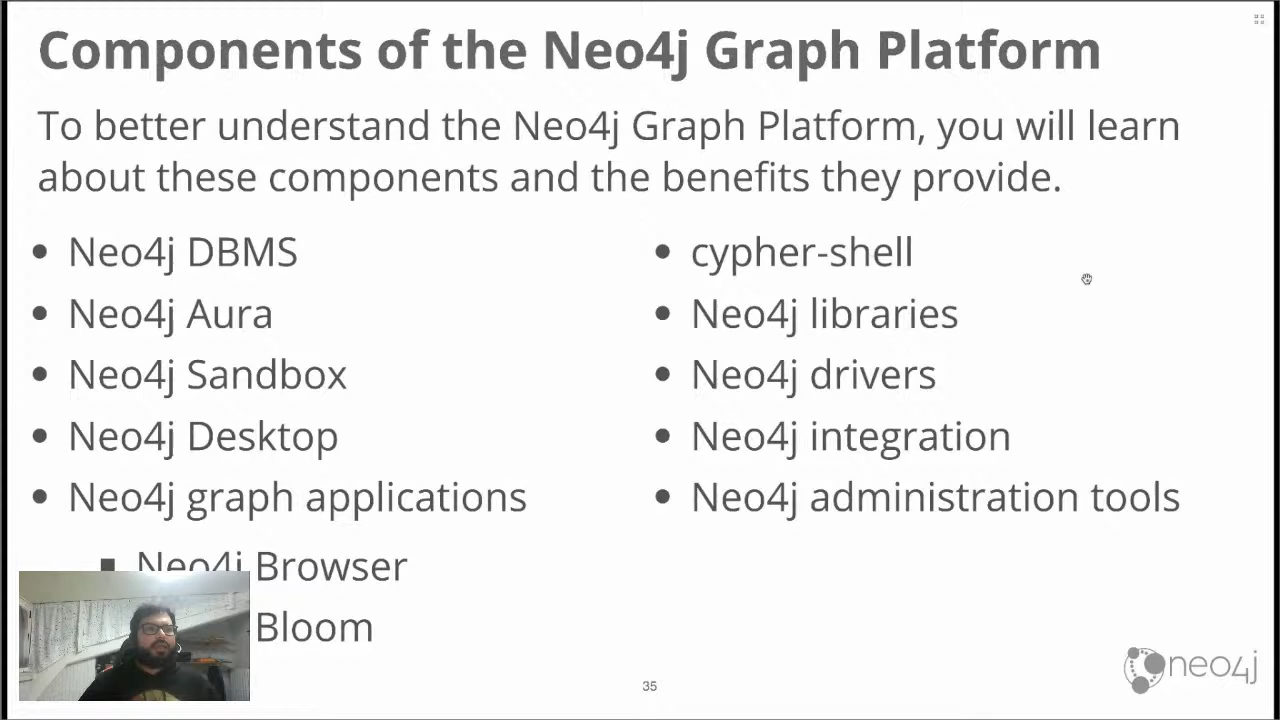 Components of the Neo4j Graph Platform
To better understand the Neo4j Graph Platform, you will learn
about these components and the benefits they provide.
• Neo4j DBMS
• Neo4j Aura
• Neo4j Sandbox
• Neo4j Desktop
• Neo4j graph applications
▪ Neo4j Browser
Bloom
• cypher-shell
• Neo4j libraries
• Neo4j drivers
• Neo4j integration
• Neo4j administration tools
35
neo4j